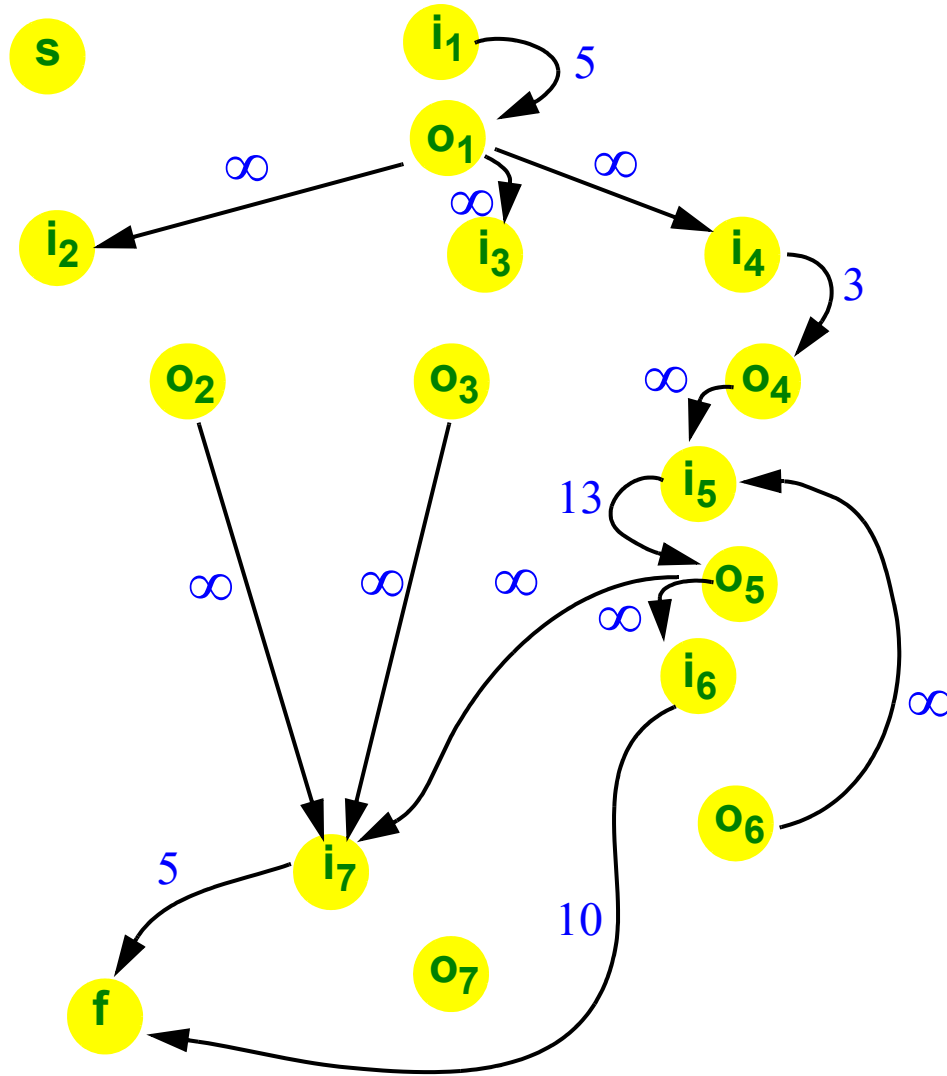 i₁
s
5
o₁
∞
∞
∞
i₂
i₃
i₄
3
o₂
o₃
∞
o₄
13
i₅
∞
∞
∞
o₅
∞
i₆
∞
o₆
5
i₇
10
o₇
f